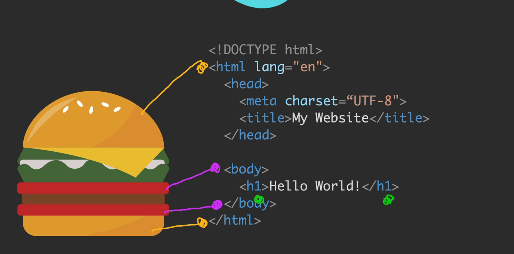 <!DOCTYPE html>
<html lang="en">
<head>
<meta charset=“UTF-8">
<title>My Website</title>
</head>
<body>
<h1>Hello World!</h1>
</body>
</html>